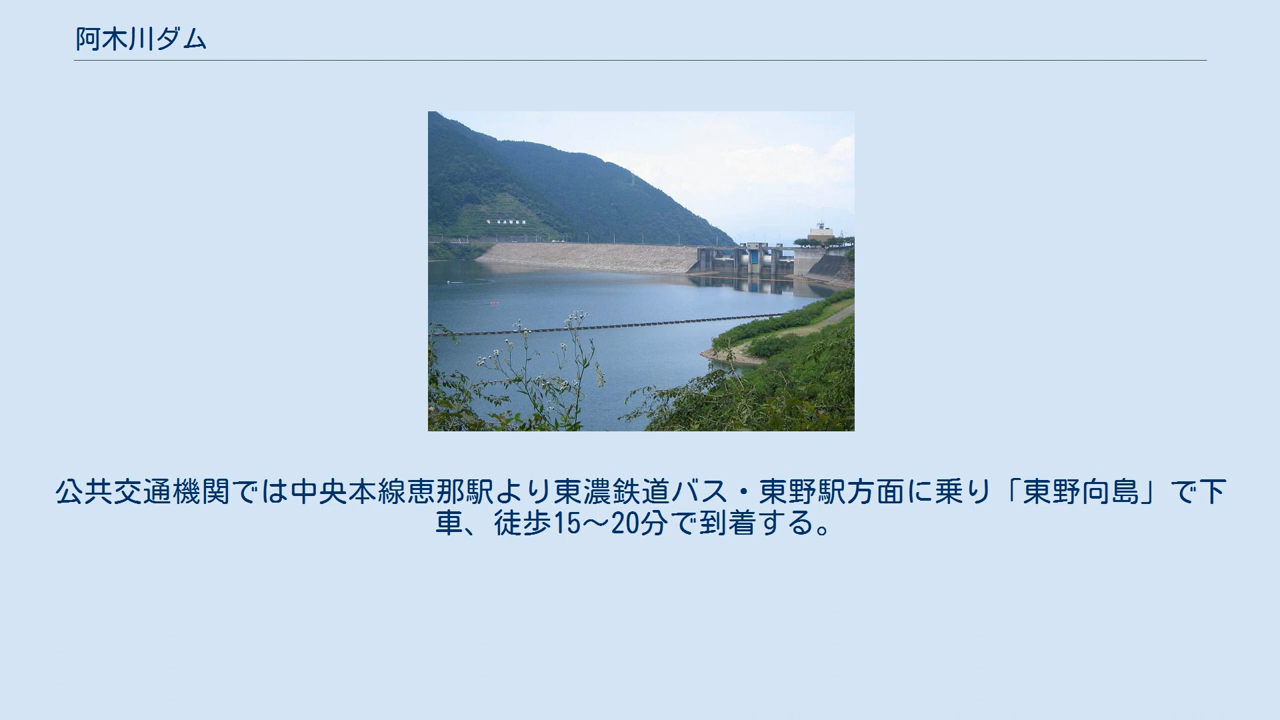 阿木川ダム
公共交通機関では中央本線恵那駅より東濃鉄道バス・東野駅方面に乗り「東野向島」で下
車、徒歩15～20分で到着する。